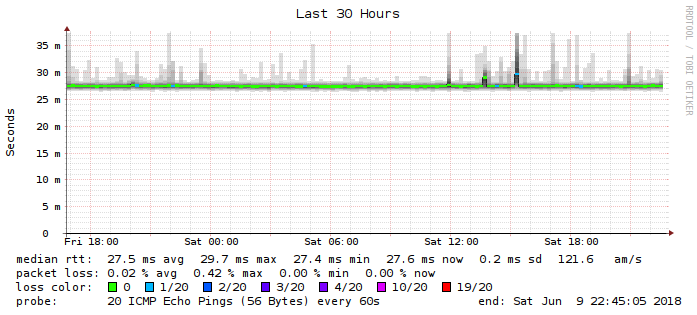 Last 30 Hours
RRDTOOL / TOBI OETIKER
Seconds
35 m
30 m
25 m
20 m
15 m
10 m
5 m
0
Fri 18:00 Sat 00:00 Sat 06:00 Sat 12:00 Sat 18:00
median rtt: 27.5 ms avg 29.7 ms max 27.4 ms min 27.6 ms now 0.2 ms sd 121.6 am/s
packet loss: 0.02 % avg 0.42 % max 0.00 % min 0.00 % now
loss color: 0 1/20 2/20 3/20 4/20 10/20 19/20
probe: 20 ICMP Echo Pings (56 Bytes) every 60s end: Sat Jun 9 22:45:05 2018